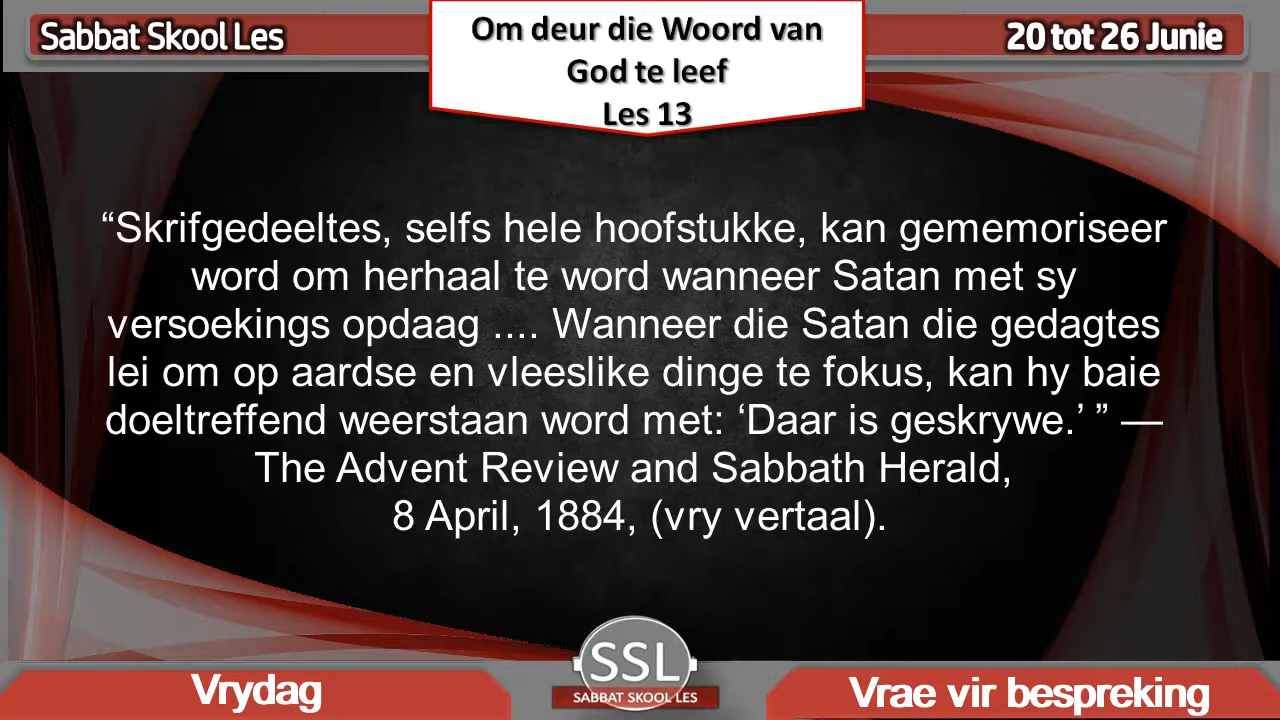 Sabbat Skool Les
Om deur die Woord van
God te leef
Les 13
20 tot 26 Junie
“Skrifgedeeltes, selfs hele hoofstukke, kan gememoriseer
word om herhaal te word wanneer Satan met sy
versoekings opdaag .... Wanneer die Satan die gedagtes
lei om op aardse en vleeslike dinge te fokus, kan hy baie
doeltreffend weerstaan word met: ‘Daar is geskrywe.’ ” —
The Advent Review and Sabbath Herald,
8 April, 1884, (vry vertaal).
Vrydag
SSL
SABBAT SKOOL LES
Vrae vir bespreking